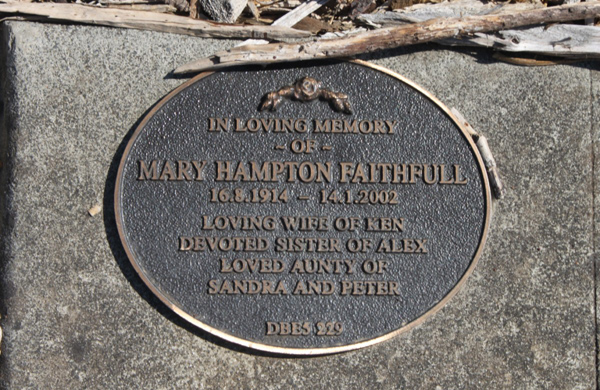 IN LOVING MEMORY
- OF -
MARY HAMPTON FAITHFULL
16.8.1914 - 14.1.2002
LOVING WIFE OF KEN
DEVOTED SISTER OF ALEX
LOVED AUNTY OF
SANDRA AND PETER
DBE5 229